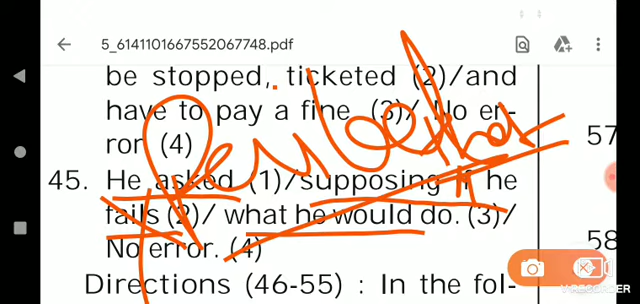 5_6141101667552067748.pdf
be stopped, ticketed (2)/and
have to pay a fine (3)/ No er-
ror (4)
57
45. He asked (1)/supposing if he
fails (2)/ what he would do. (3)/
No error. (4)
58
Directions (46-55) : In the fol-